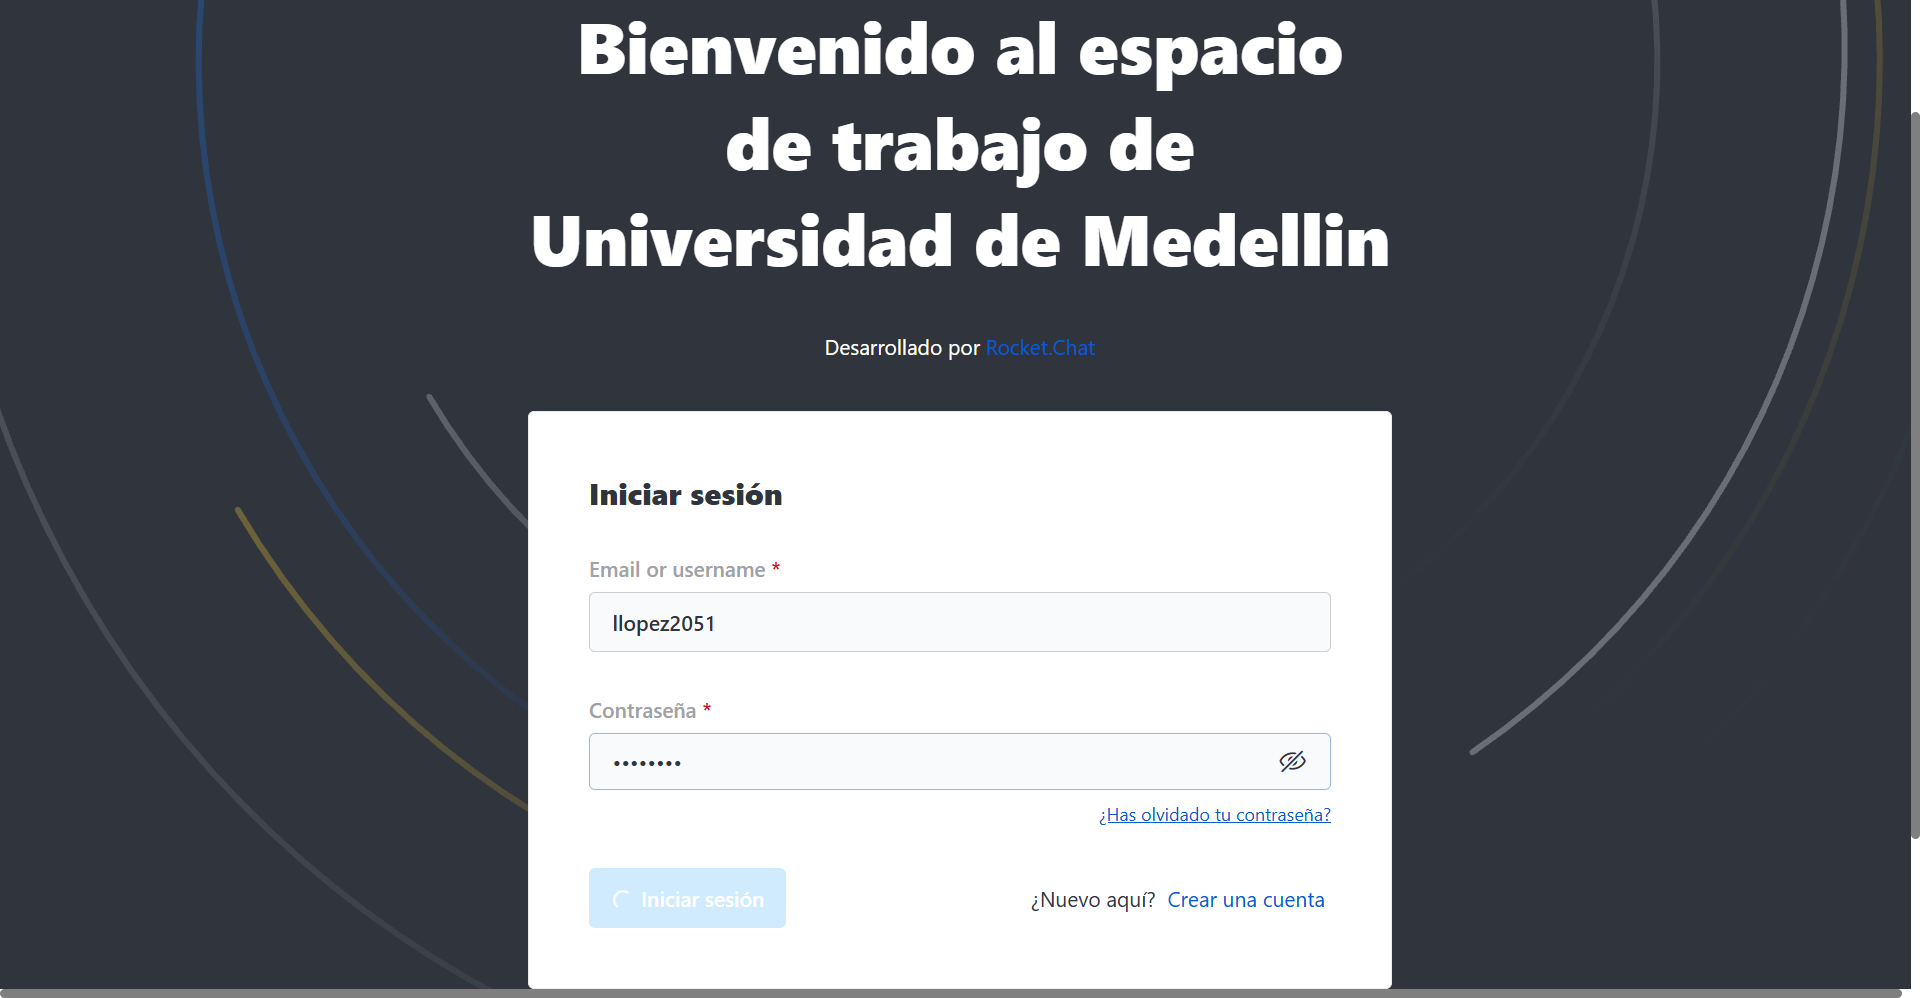 Bienvenido al espacio
de trabajo de
Universidad de Medellin
Desarrollado por Rocket.Chat
Iniciar sesión
Email or username *
llopez2051
Contraseña *
••••••••
¿Has olvidado tu contraseña?
Iniciar sesión
¿Nuevo aquí? Crear una cuenta